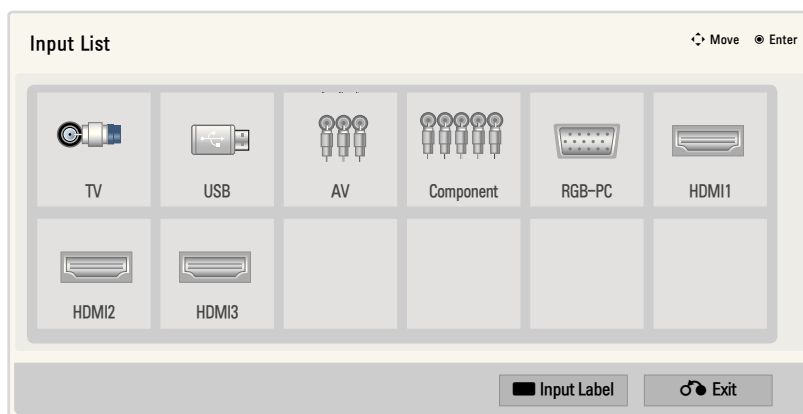 Input List
Move Enter
TV USB AV Component RGB-PC HDMI1
HDMI2 HDMI3
Input Label Exit